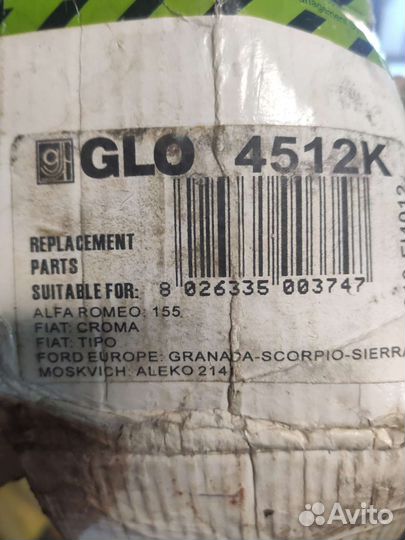 GLO 4512K
REPLACEMENT
PARTS
SUITABLE FOR: 8 026335 003747
ALFA ROMEO: 155
FIAT: CROMA
FIAT: TIPO
FORD EUROPE: GRANADA-SCORPIO-SIERRA
MOSKVICH: ALEKO 214
Avito